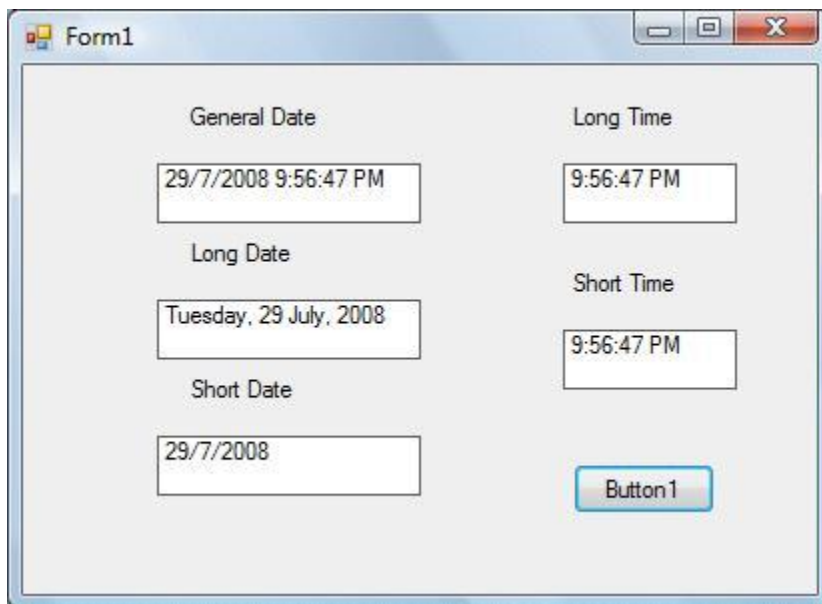 Form1
General Date
29/7/2008 9:56:47 PM
Long Date
Tuesday, 29 July, 2008
Short Date
29/7/2008
Long Time
9:56:47 PM
Short Time
9:56:47 PM
Button1